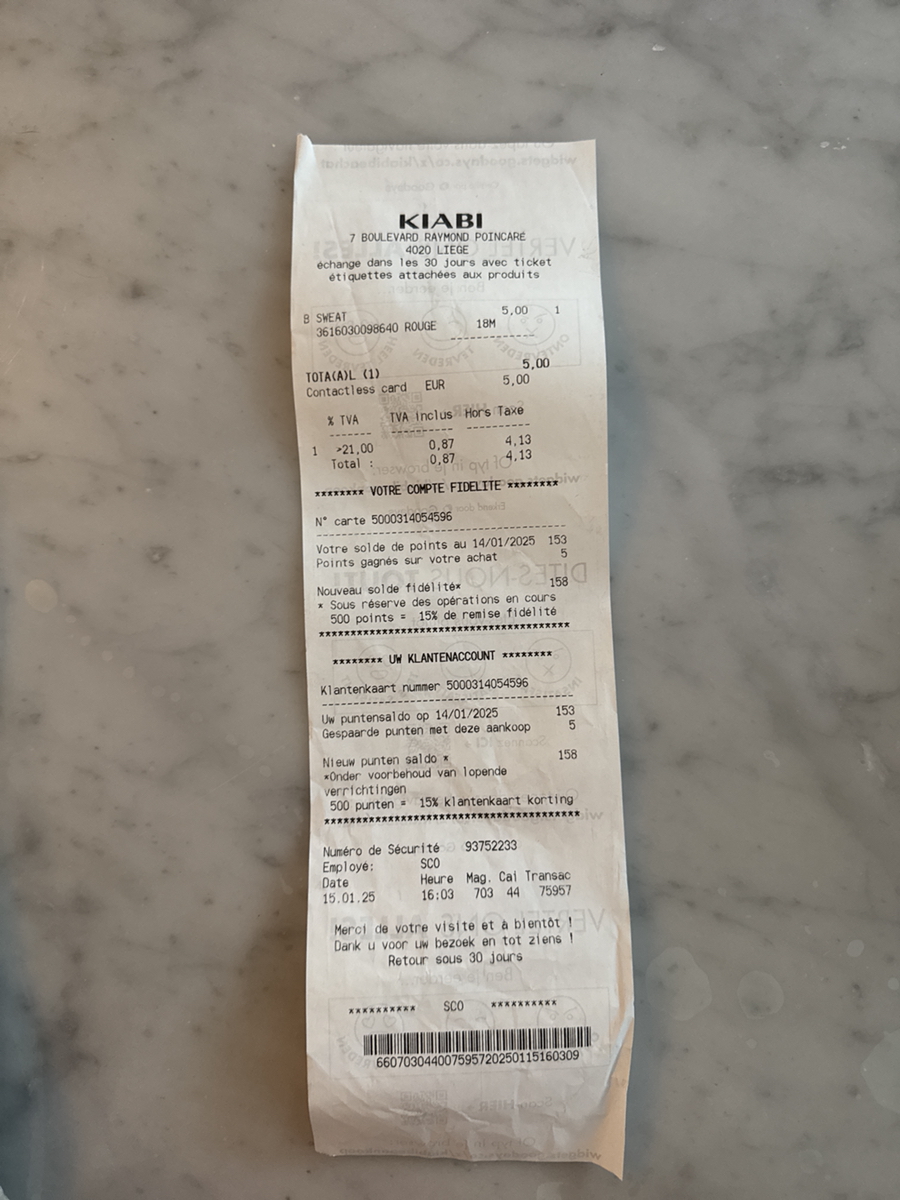 KIABI
7 BOULEVARD RAYMOND POINCARE
4020 LIEGE
échange dans les 30 jours avec ticket
étiquettes attachées aux produits
B SWEAT 5,00 1
3616030098640 ROUGE 18M
TOTA(A)L (1) 5,00
Contactless card EUR 5,00
% TVA TVA inclus Hors Taxe
1 >21,00 0,87 4,13
Total : 0,87 4,13
******** VOTRE COMPTE FIDELITE ********
N° carte 5000314054596
Votre solde de points au 14/01/2025 153
Points gagnés sur votre achat 5
Nouveau solde fidélité* 158
* Sous réserve des opérations en cours
500 points = 15% de remise fidélité
******** UW KLANTENACCOUNT ********
Klantenkaart nummer 5000314054596
Uw puntensaldo op 14/01/2025 153
Gespaarde punten met deze aankoop 5
Nieuw punten saldo * 158
*Onder voorbehoud van lopende
verrichtingen
500 punten = 15% klantenkaart korting
Numéro de Sécurité 93752233
Employé: SCO
Date Heure Mag. Cai Transac
15.01.25 16:03 703 44 75957
Merci de votre visite et à bientôt !
Dank u voor uw bezoek en tot ziens !
Retour sous 30 jours
********** SCO **********
660703044007595720250115160309